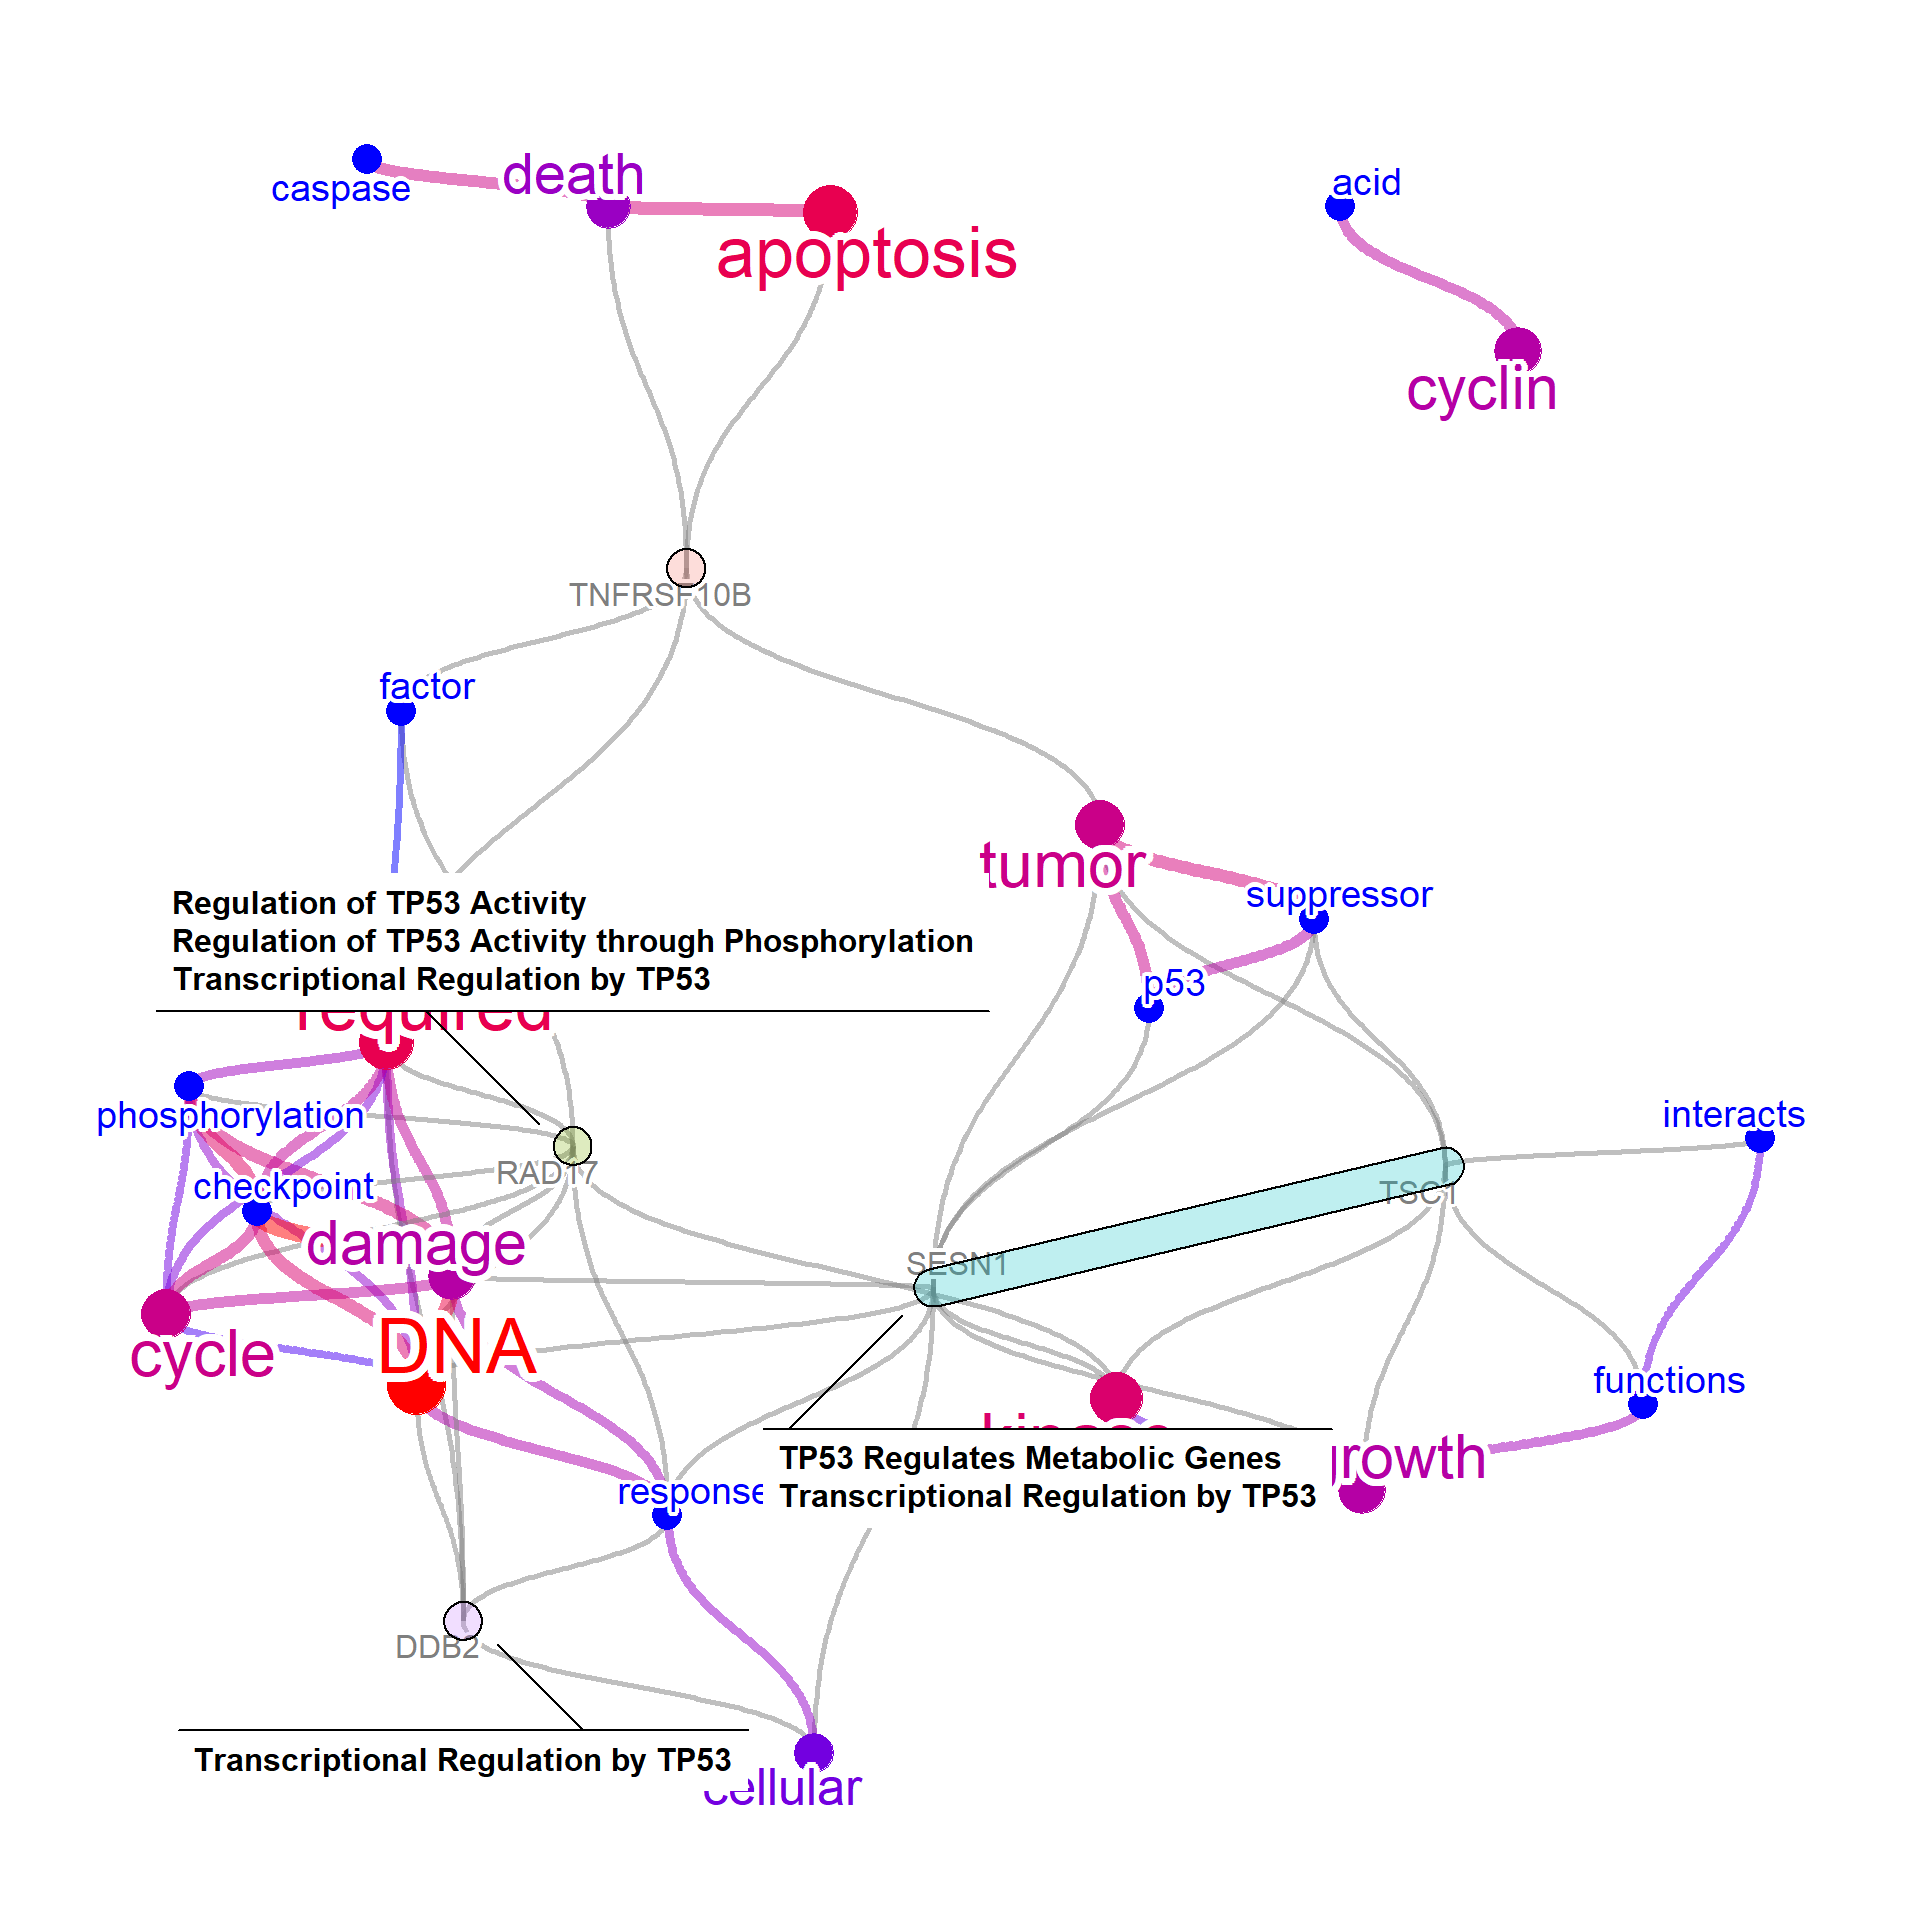 caspase
death
apoptosis
acid
cyclin
TNFRSF10B
factor
tumor
suppressor
p53
Regulation of TP53 Activity
Regulation of TP53 Activity through Phosphorylation
Transcriptional Regulation by TP53
required
phosphorylation
interacts
RAD17
checkpoint
TSC1
damage
SESN1
cycle
DNA
functions
kinase
growth
TP53 Regulates Metabolic Genes
Transcriptional Regulation by TP53
response
DDB2
Transcriptional Regulation by TP53
cellular